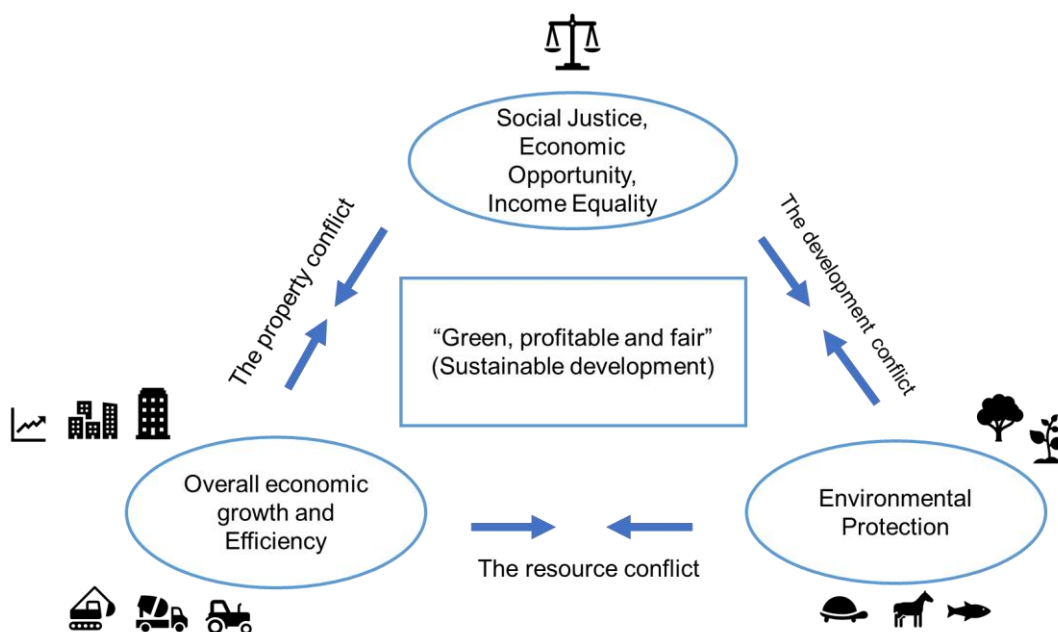 Social Justice,
Economic
Opportunity,
Income Equality
The property conflict
The development conflict
“Green, profitable and fair”
(Sustainable development)
Overall economic
growth and
Efficiency
Environmental
Protection
The resource conflict